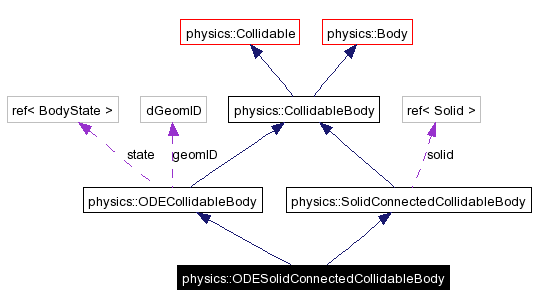 physics::Collidable
physics::Body
ref< BodyState >
dGeomID
physics::CollidableBody
ref< Solid >
state
geomID
solid
physics::ODECollidableBody
physics::SolidConnectedCollidableBody
physics::ODESolidConnectedCollidableBody